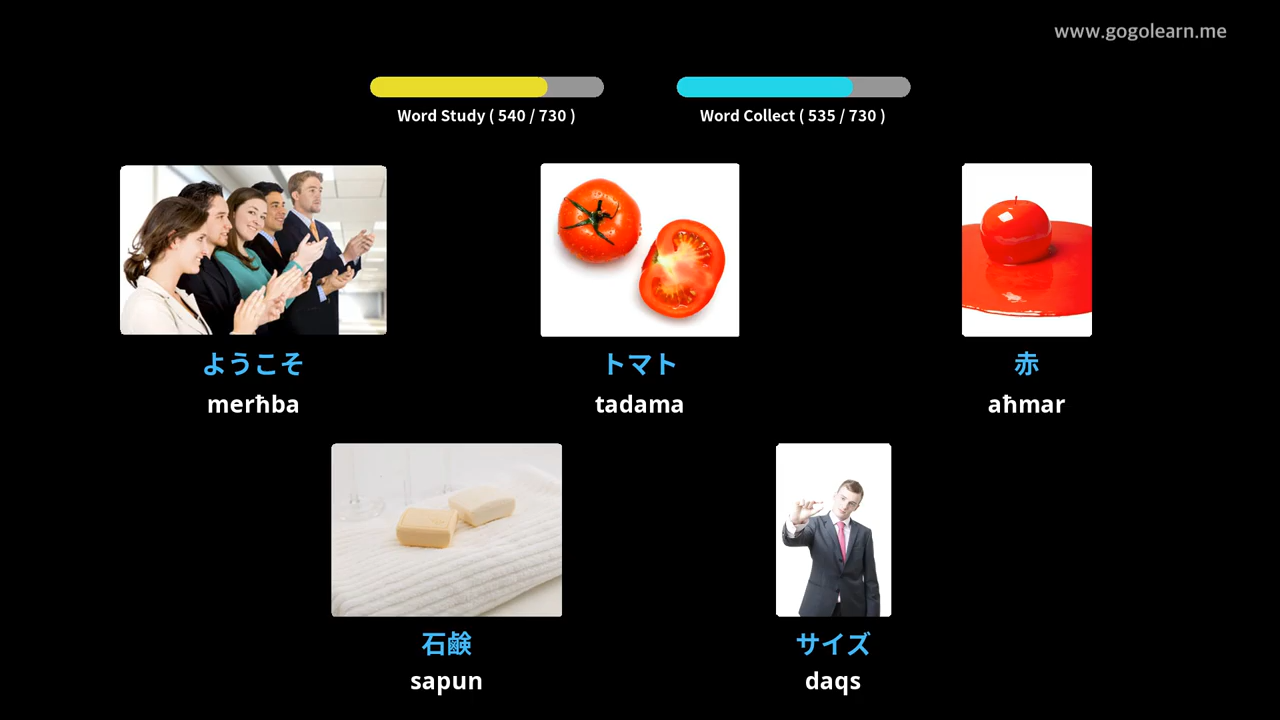 www.gogolearn.me
Word Study ( 540 / 730 )
Word Collect ( 535 / 730 )
ようこそ
merħba
トマト
tadama
赤
aħmar
石鹸
sapun
サイズ
daqs